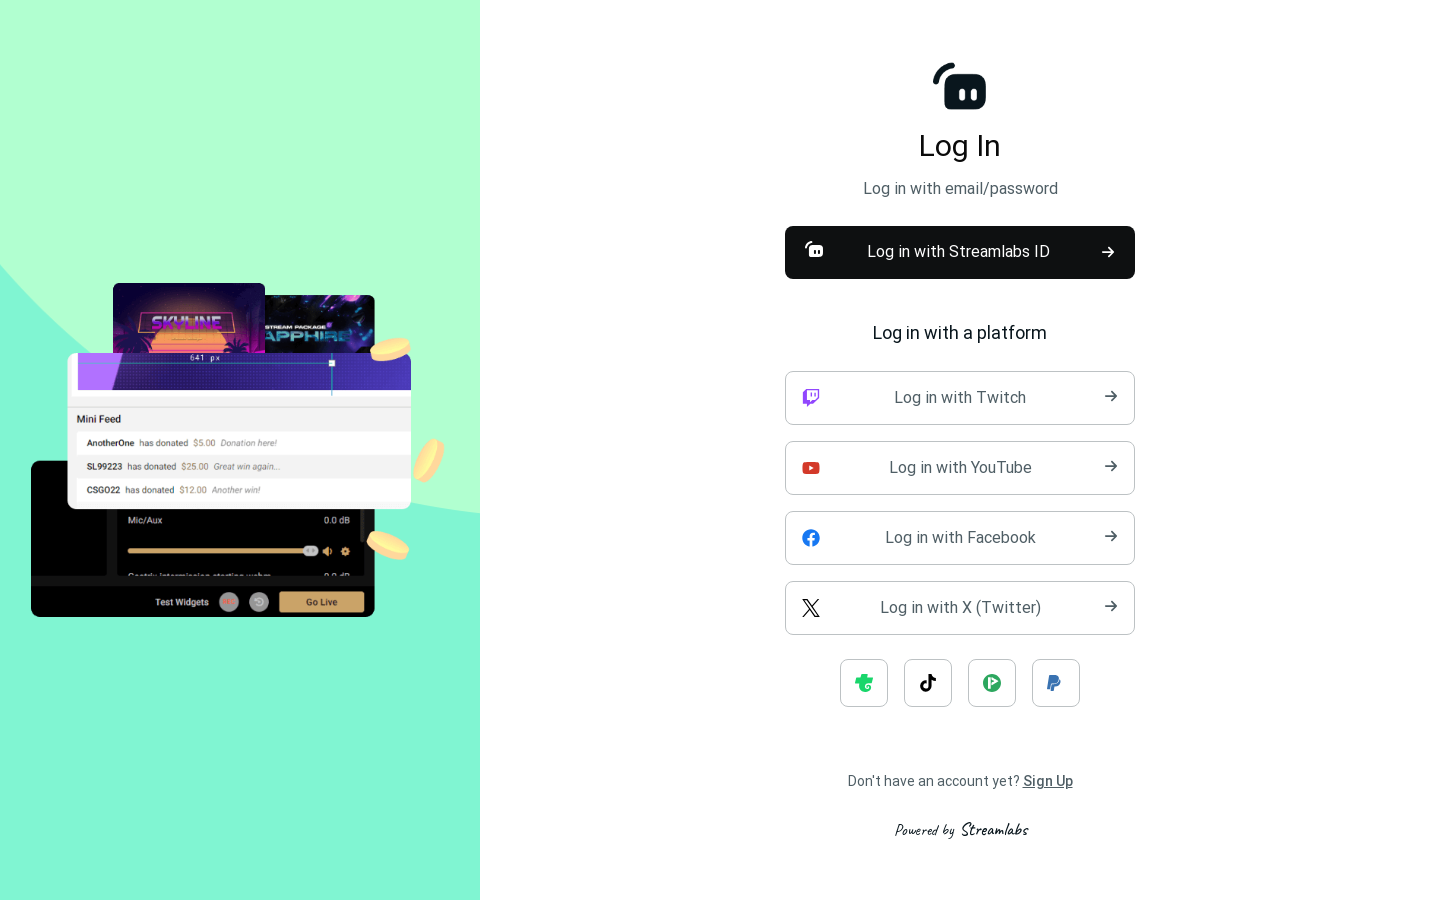 SKYLINE
STREAM PACKAGE
641 px
Mini Feed
AnotherOne has donated $5.00 Donation here!
SL99223 has donated $25.00 Great win again...
CSGO22 has donated $12.00 Another win!
Mic/Aux 0.0 dB
Test Widgets
Go Live
Log In
Log in with email/password
Log in with Streamlabs ID
Log in with a platform
Log in with Twitch
Log in with YouTube
Log in with Facebook
Log in with X (Twitter)
Don't have an account yet? Sign Up
Powered by Streamlabs